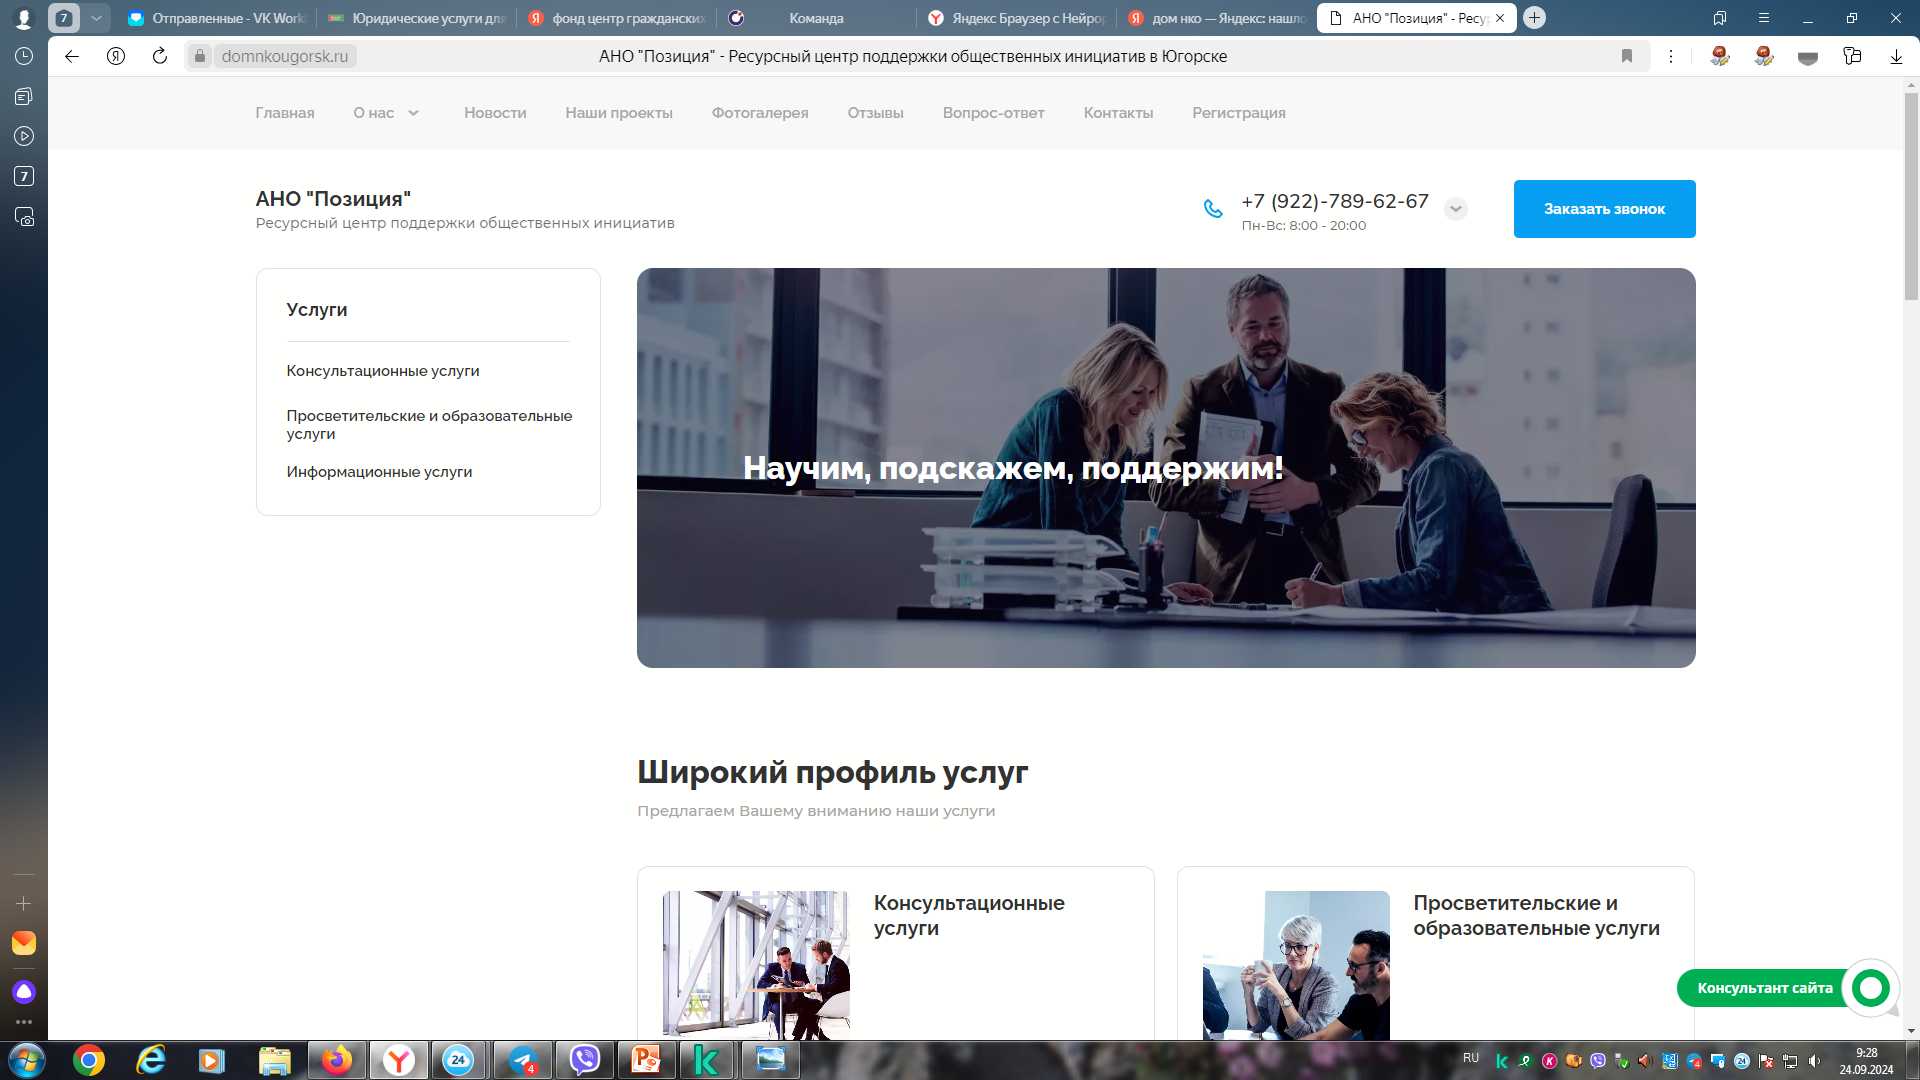 7
Отправленные - VK Work
Юридические услуги для
фонд центр гражданских
Команда
Яндекс Браузер с Нейро
дом нко — Яндекс: нашло
АНО "Позиция" - Ресу
domnkougorsk.ru
АНО "Позиция" - Ресурсный центр поддержки общественных инициатив в Югорске
7
Главная
О нас
Новости
Наши проекты
Фотогалерея
Отзывы
Вопрос-ответ
Контакты
Регистрация
АНО "Позиция"
Ресурсный центр поддержки общественных инициатив
+7 (922)-789-62-67
Пн-Вс: 8:00 - 20:00
Заказать звонок
Услуги
Консультационные услуги
Просветительские и образовательные
услуги
Информационные услуги
Научим, подскажем, поддержим!
Широкий профиль услуг
Предлагаем Вашему вниманию наши услуги
Консультационные
услуги
Просветительские и
образовательные услуги
Консультант сайта
24
4
RU
9:28
24.09.2024